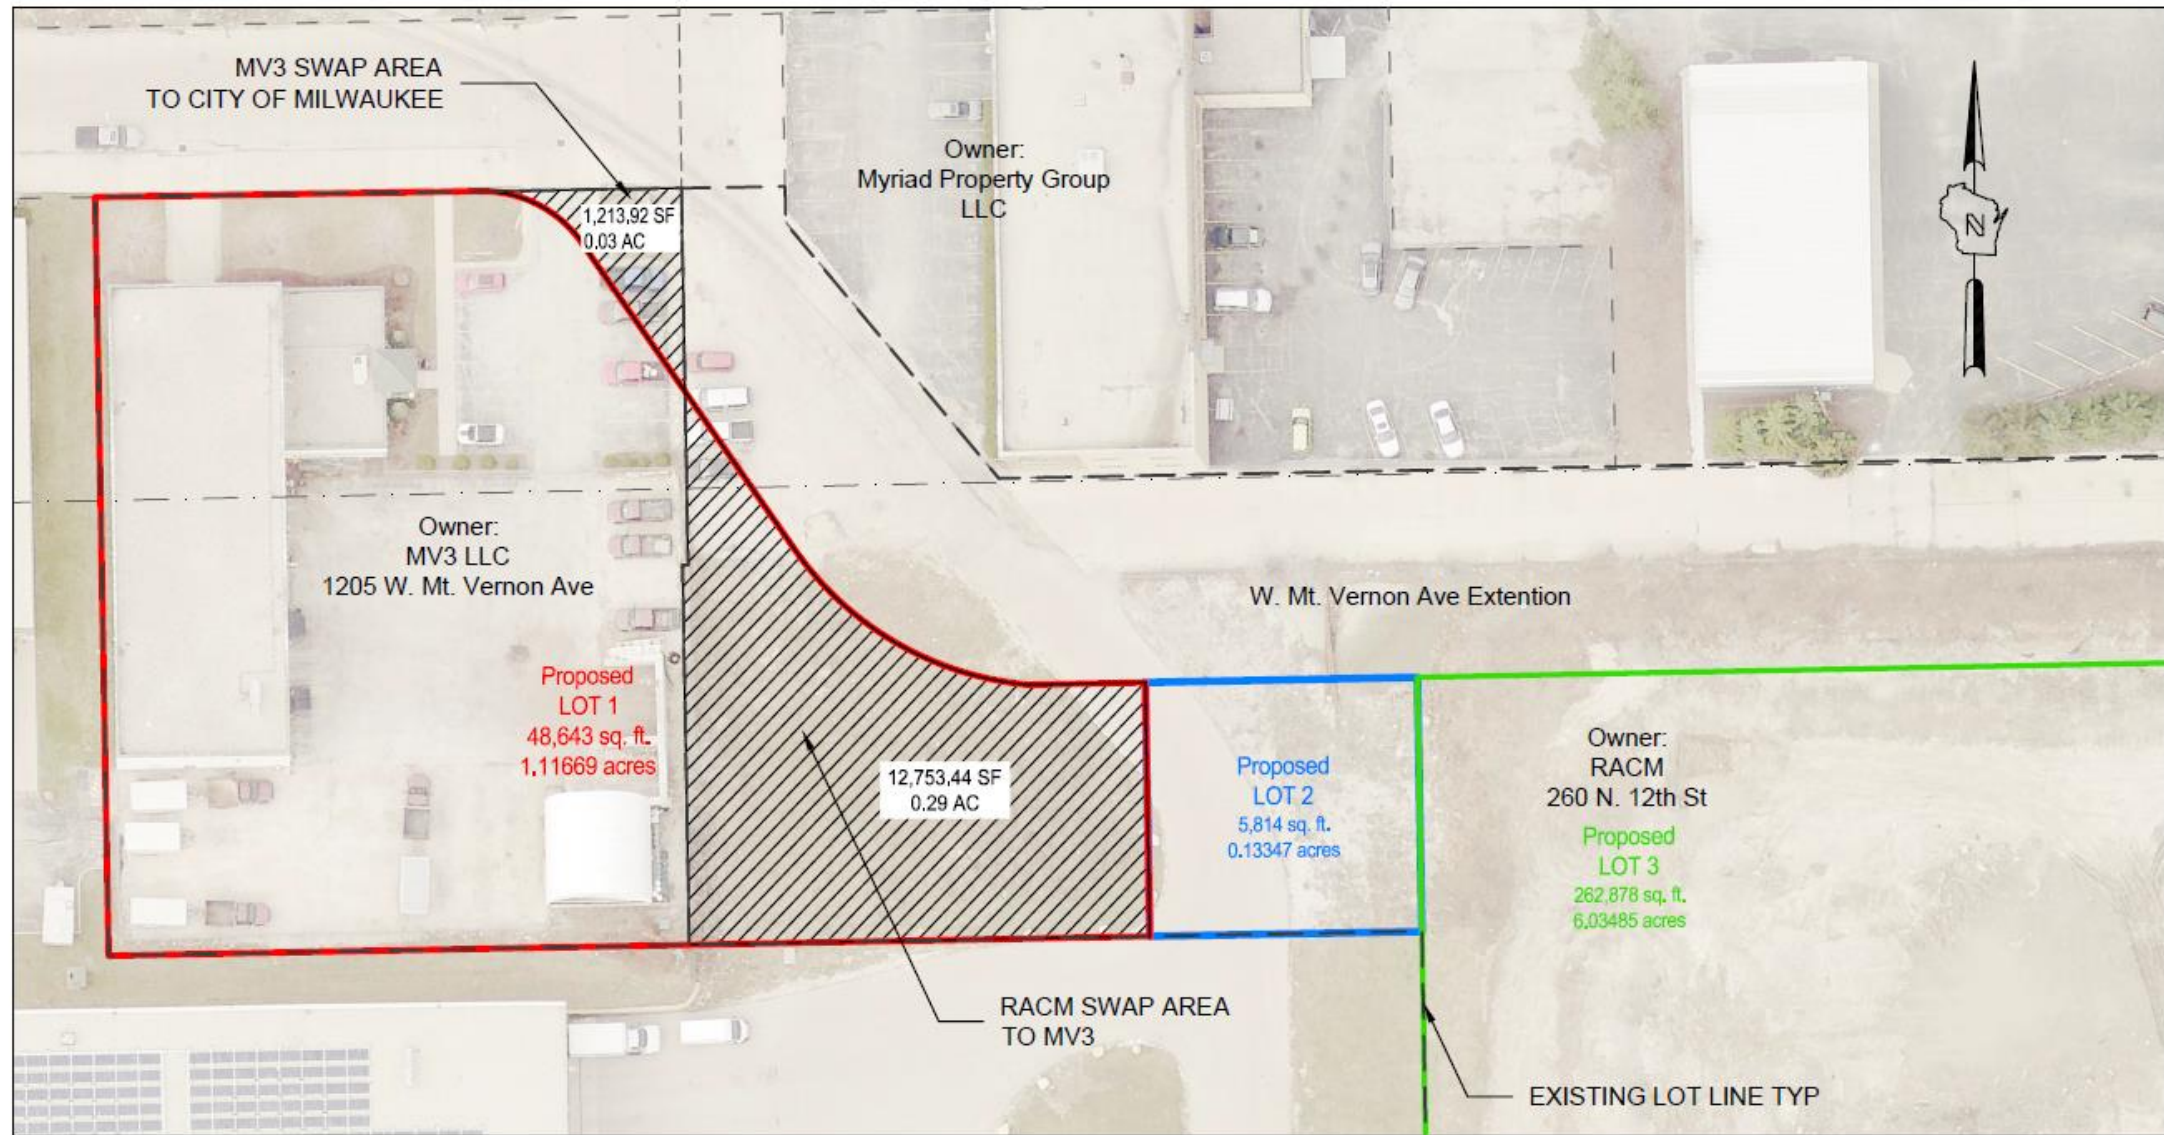 MV3 SWAP AREA
TO CITY OF MILWAUKEE
Owner:
Myriad Property Group
LLC
1,213.92 SF
0.03 AC
N
Owner:
MV3 LLC
1205 W. Mt. Vernon Ave
W. Mt. Vernon Ave Extention
Proposed
LOT 1
48,643 sq. ft.
1.11669 acres
12,753.44 SF
0.29 AC
Proposed
LOT 2
5,814 sq. ft.
0.13347 acres
Owner:
RACM
260 N. 12th St
Proposed
LOT 3
262,878 sq. ft.
6.03485 acres
RACM SWAP AREA
TO MV3
EXISTING LOT LINE TYP